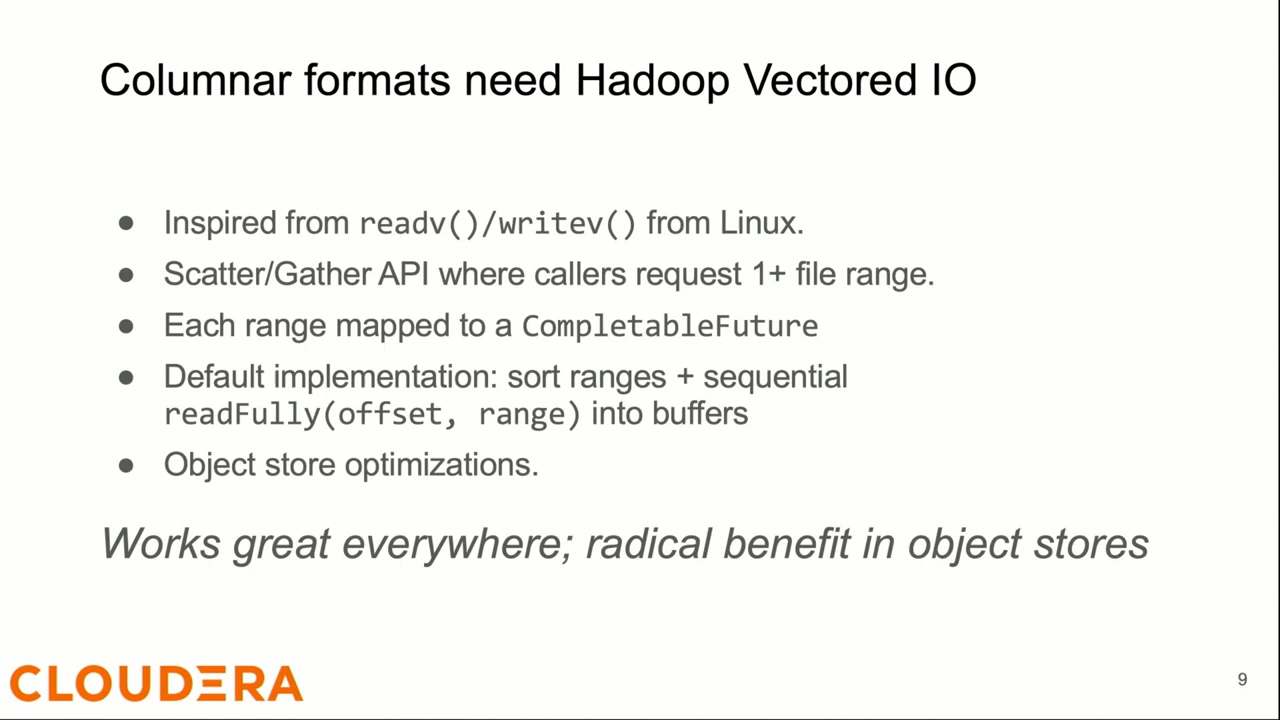 Columnar formats need Hadoop Vectored IO
● Inspired from readv()/writev() from Linux.
● Scatter/Gather API where callers request 1+ file range.
● Each range mapped to a CompletableFuture
● Default implementation: sort ranges + sequential
readFully(offset, range) into buffers
● Object store optimizations.
Works great everywhere; radical benefit in object stores
CLOUDERA
9